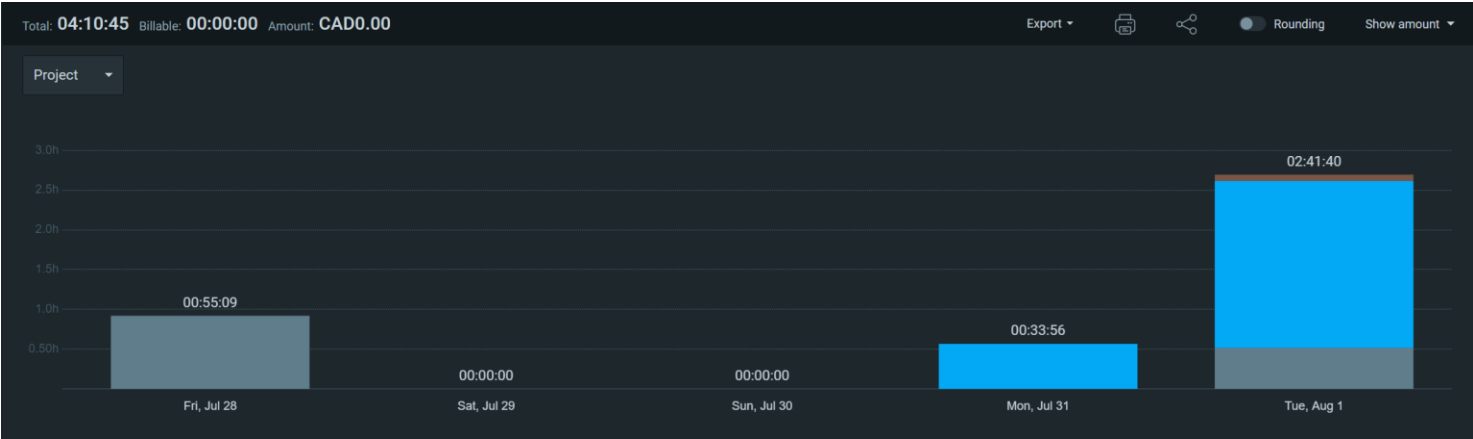 Total: 04:10:45 Billable: 00:00:00 Amount: CAD0.00 Export Rounding Show amount
Project
3.0h
02:41:40
2.5h
2.0h
1.5h
00:55:09
1.0h
00:33:56
0.50h
00:00:00 00:00:00
Fri, Jul 28 Sat, Jul 29 Sun, Jul 30 Mon, Jul 31 Tue, Aug 1